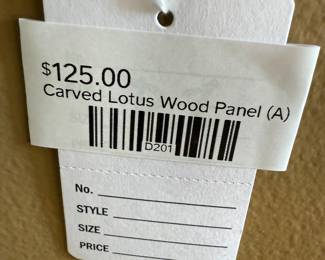 $125.00
Carved Lotus Wood Panel (A)
D201
No.
STYLE
SIZE
PRICE